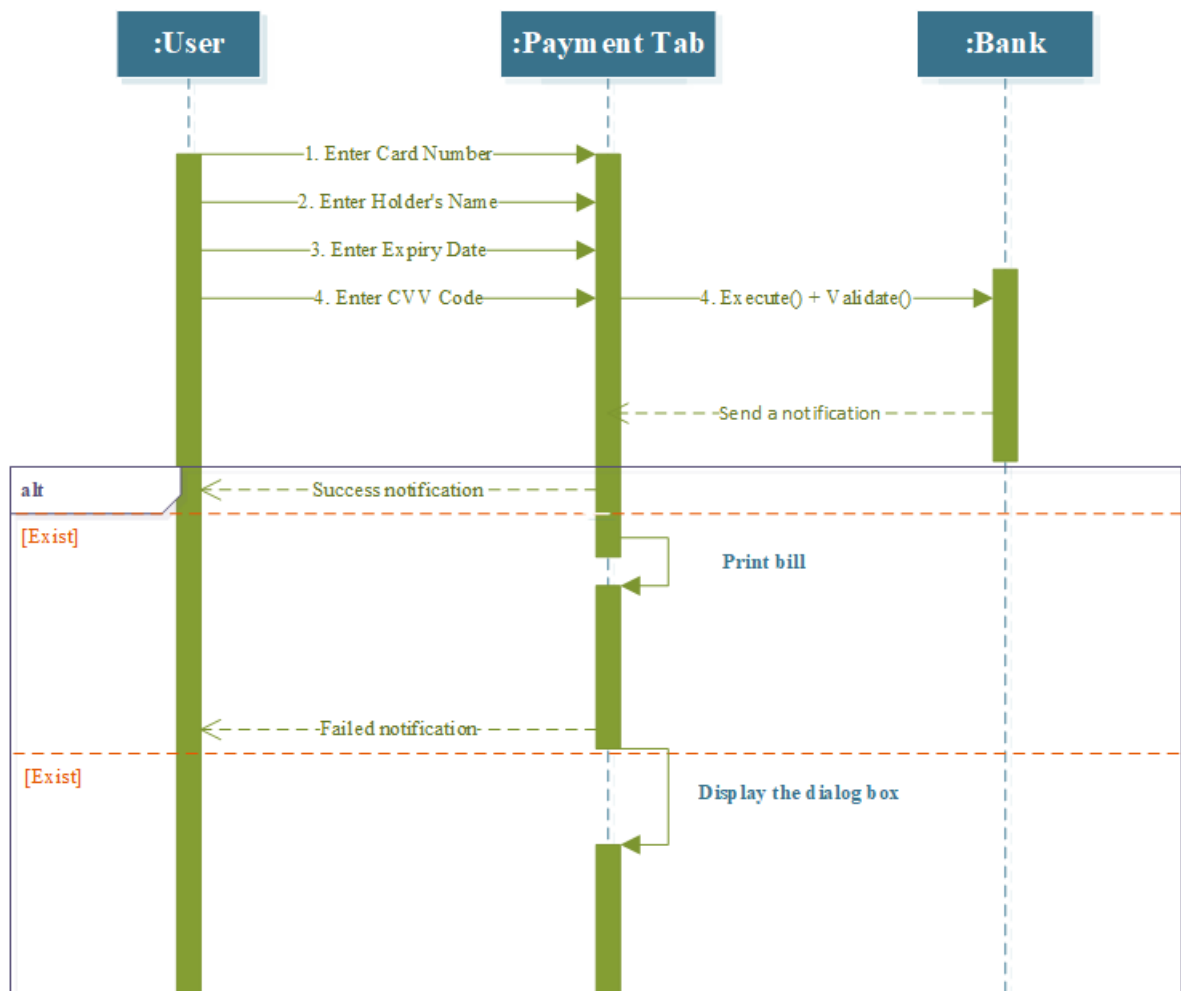 :User
:Payment Tab
:Bank
1. Enter Card Number
2. Enter Holder's Name
3. Enter Expiry Date
4. Enter CVV Code
4. Execute() + Validate()
Send a notification
alt
Success notification
[Exist]
Print bill
Failed notification
[Exist]
Display the dialog box